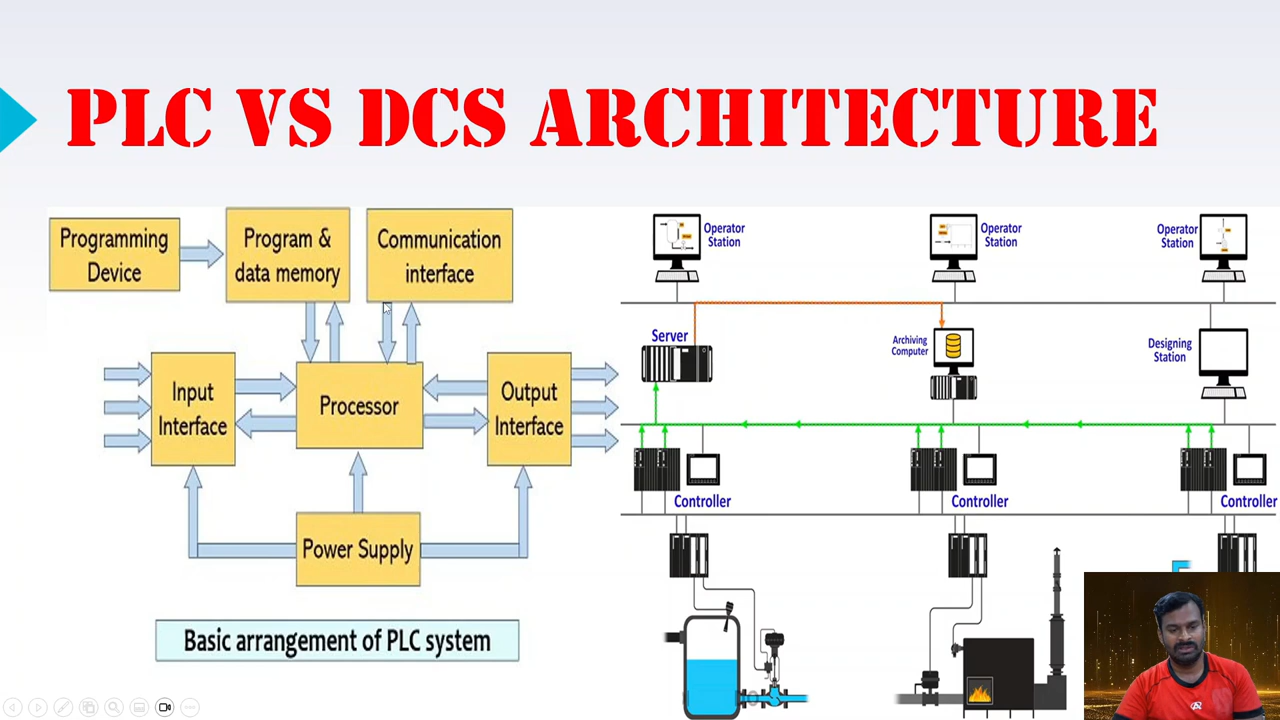 PLC VS DCS ARCHITECTURE
Programming
Device
Program &
data memory
Communication
interface
Input
Interface
Processor
Output
Interface
Power Supply
Basic arrangement of PLC system
Operator
Station
Operator
Station
Operator
Station
Server
Archiving
Computer
Designing
Station
Controller
Controller
Controller